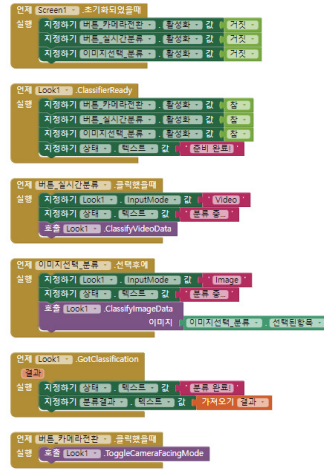 언제 Screen1 .초기화되었을때
실행 지정하기 버튼_카메라전환 . 활성화 값 거짓
지정하기 버튼_실시간분류 . 활성화 값 거짓
지정하기 이미지선택_분류 . 활성화 값 거짓
언제 Look1 .ClassifierReady
실행 지정하기 버튼_카메라전환 . 활성화 값 참
지정하기 버튼_실시간분류 . 활성화 값 참
지정하기 이미지선택_분류 . 활성화 값 참
지정하기 상태 . 텍스트 값 "준비 완료!"
언제 버튼_실시간분류 .클릭했을때
실행 지정하기 Look1 . InputMode 값 "Video"
지정하기 상태 . 텍스트 값 "분류 중..."
호출 Look1 .ClassifyVideoData
언제 이미지선택_분류 .선택후에
실행 지정하기 Look1 . InputMode 값 "Image"
지정하기 상태 . 텍스트 값 "분류 중..."
호출 Look1 .ClassifyImageData
이미지 이미지선택_분류 . 선택된항목
언제 Look1 .GotClassification
결과
실행 지정하기 상태 . 텍스트 값 "분류 완료!"
지정하기 분류결과 . 텍스트 값 가져오기 결과
언제 버튼_카메라전환 .클릭했을때
실행 호출 Look1 .ToggleCameraFacingMode